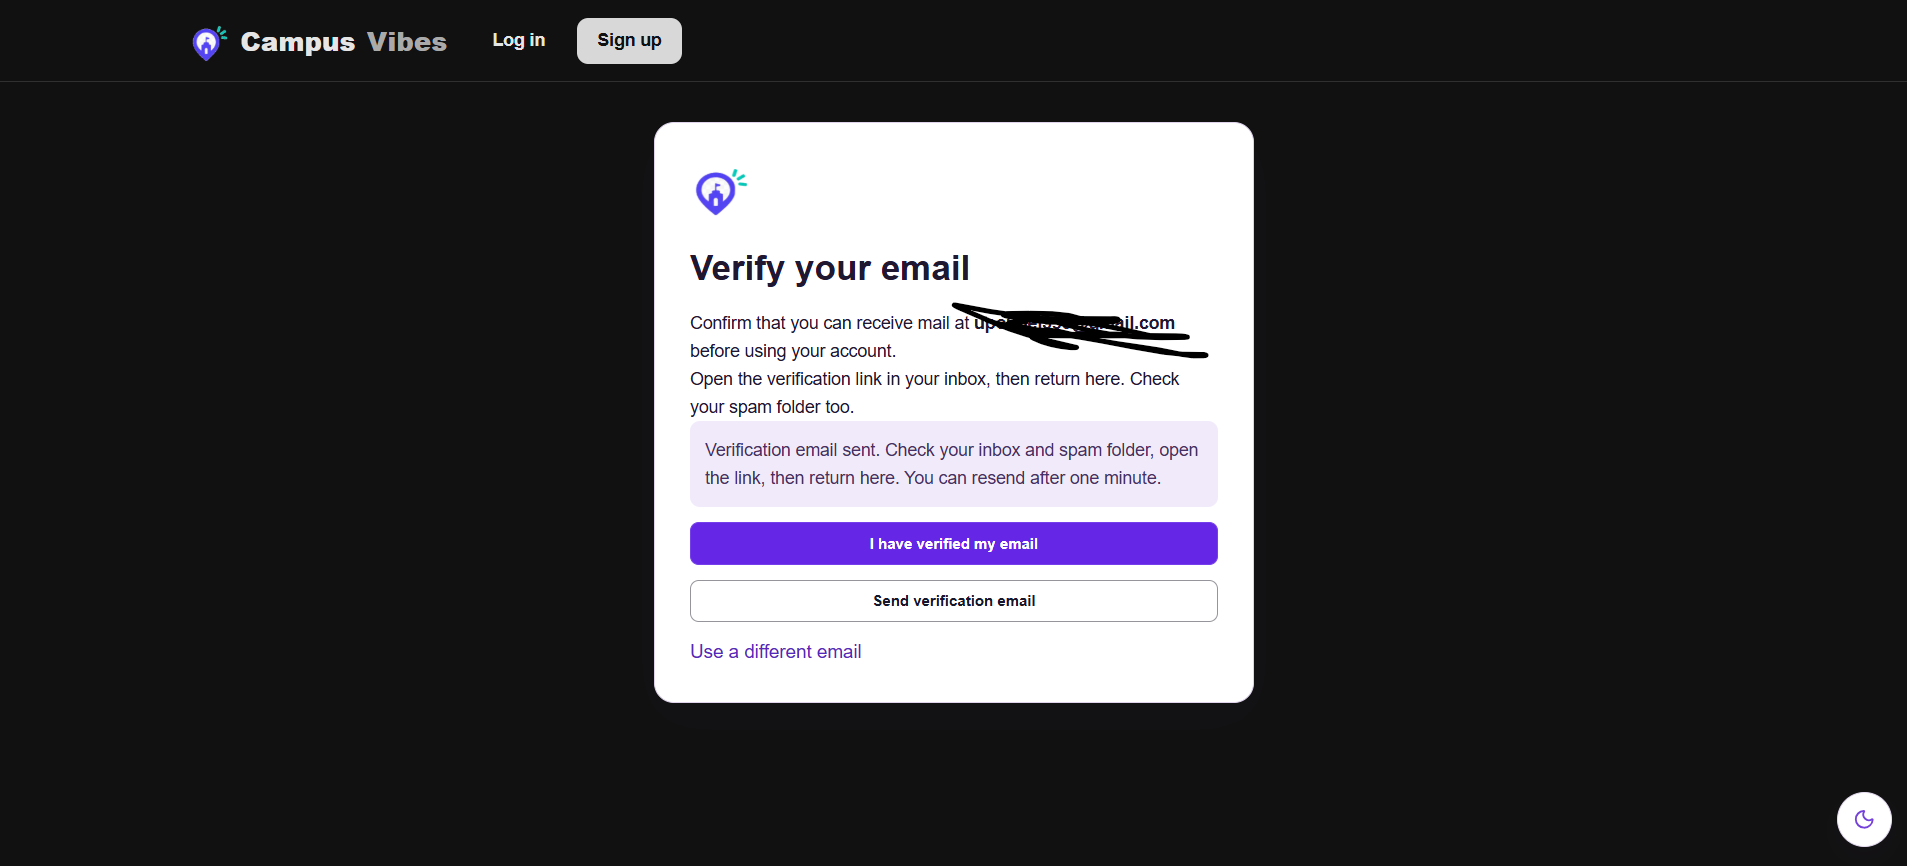 Campus Vibes
Log in
Sign up
Verify your email
Confirm that you can receive mail at
before using your account.
Open the verification link in your inbox, then return here. Check
your spam folder too.
Verification email sent. Check your inbox and spam folder, open
the link, then return here. You can resend after one minute.
I have verified my email
Send verification email
Use a different email